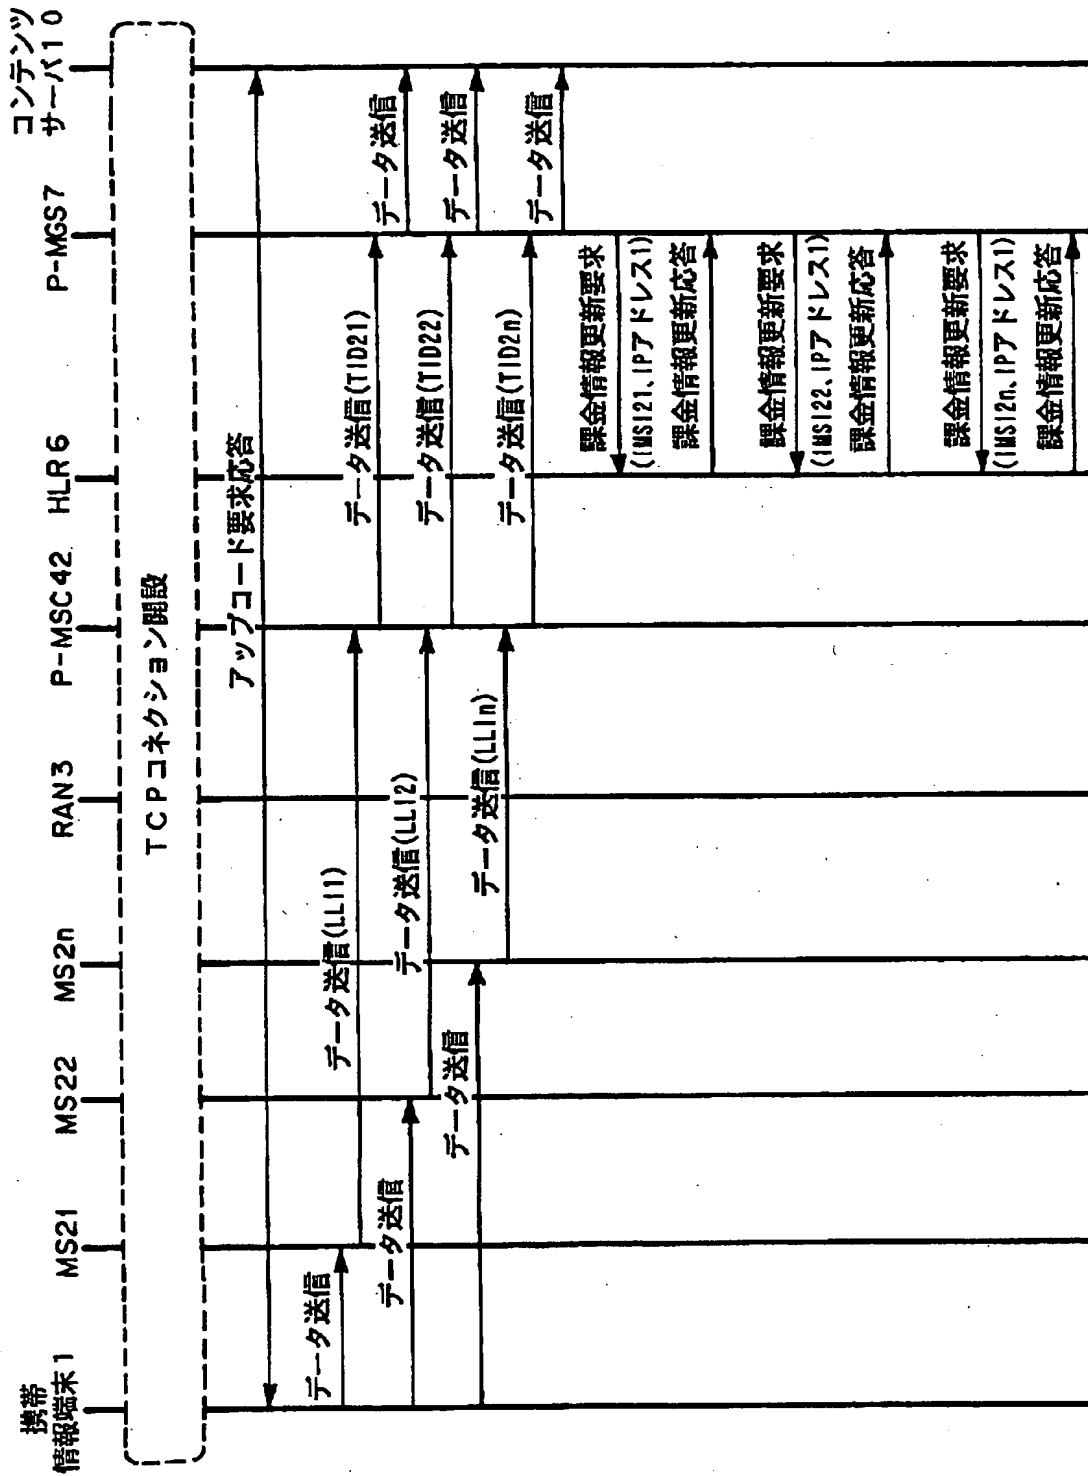 携帯
情報端末1
MS21
MS22
MS2n
RAN3
P-MSC42
HLR6
P-MGS7
コンテンツ
サーバ10
TCPコネクション開設
アップコード要求応答
データ送信
データ送信(LLI1)
データ送信(TID21)
データ送信
データ送信
データ送信(LLI2)
データ送信(TID22)
データ送信
データ送信
データ送信(LLIn)
データ送信(TID2n)
データ送信
課金情報更新要求
(IMSI21、IPアドレス1)
課金情報更新応答
課金情報更新要求
(IMSI22、IPアドレス1)
課金情報更新応答
課金情報更新要求
(IMSI2n、IPアドレス1)
課金情報更新応答